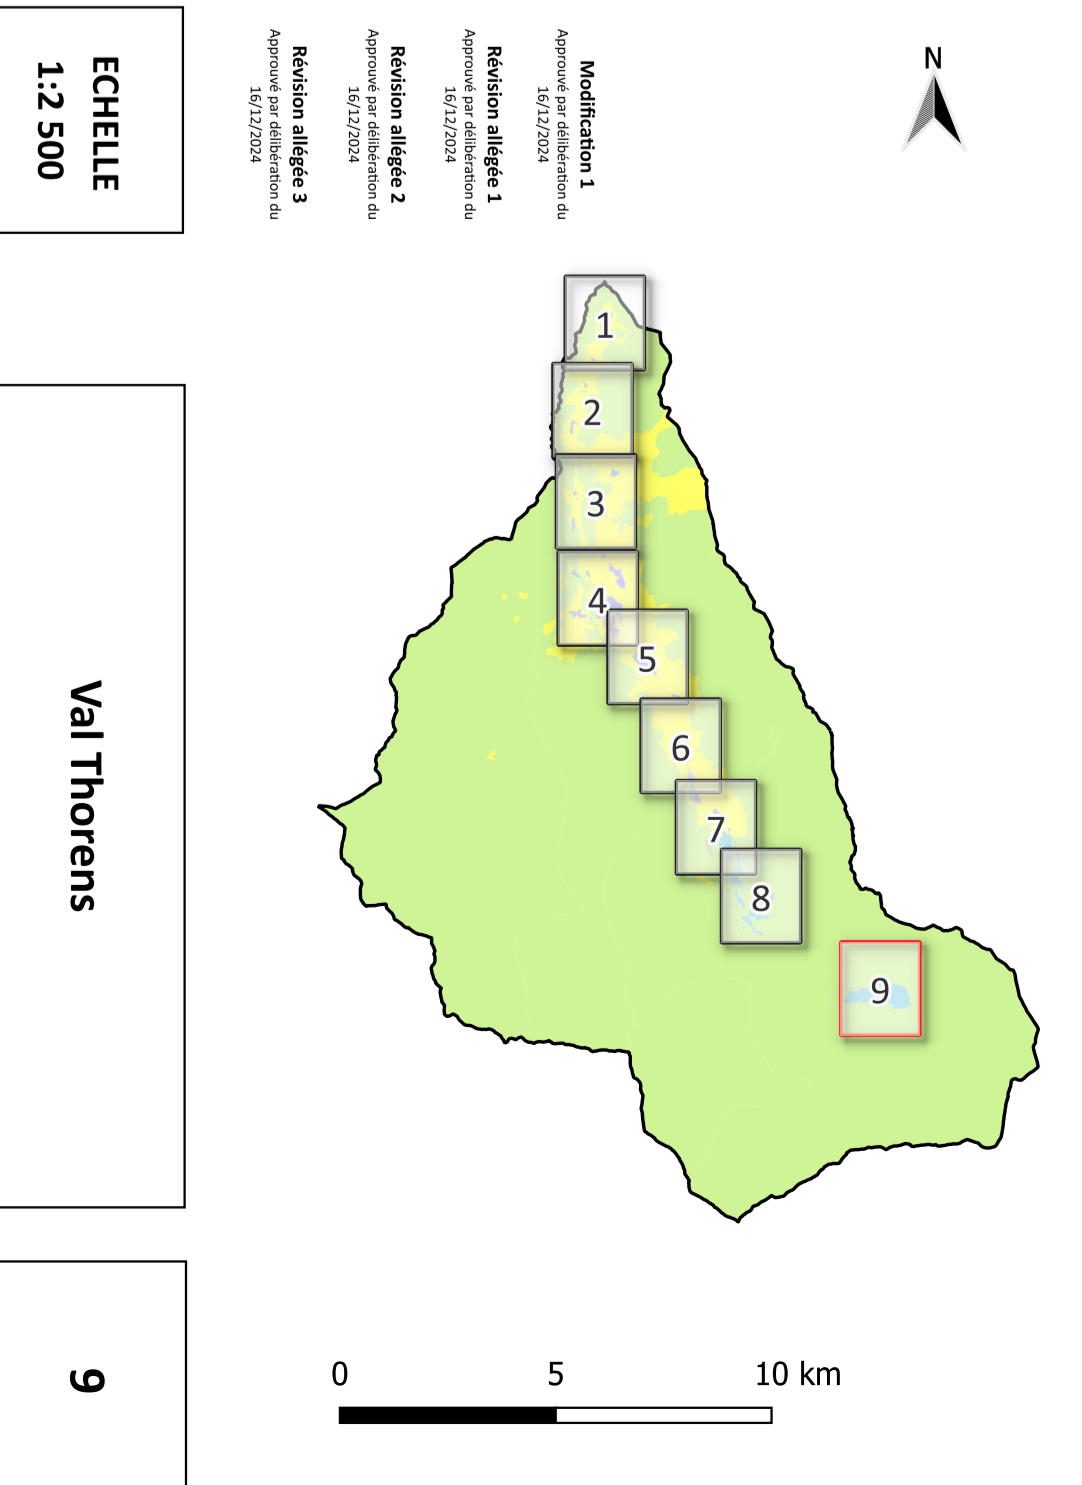 ECHELLE
1:2 500
Modification 1
Approuvé par délibération du
16/12/2024
Révision allégée 1
Approuvé par délibération du
16/12/2024
Révision allégée 2
Approuvé par délibération du
16/12/2024
Révision allégée 3
Approuvé par délibération du
16/12/2024
N
1
2
3
4
5
6
7
8
9
Val Thorens
9
0 5 10 km